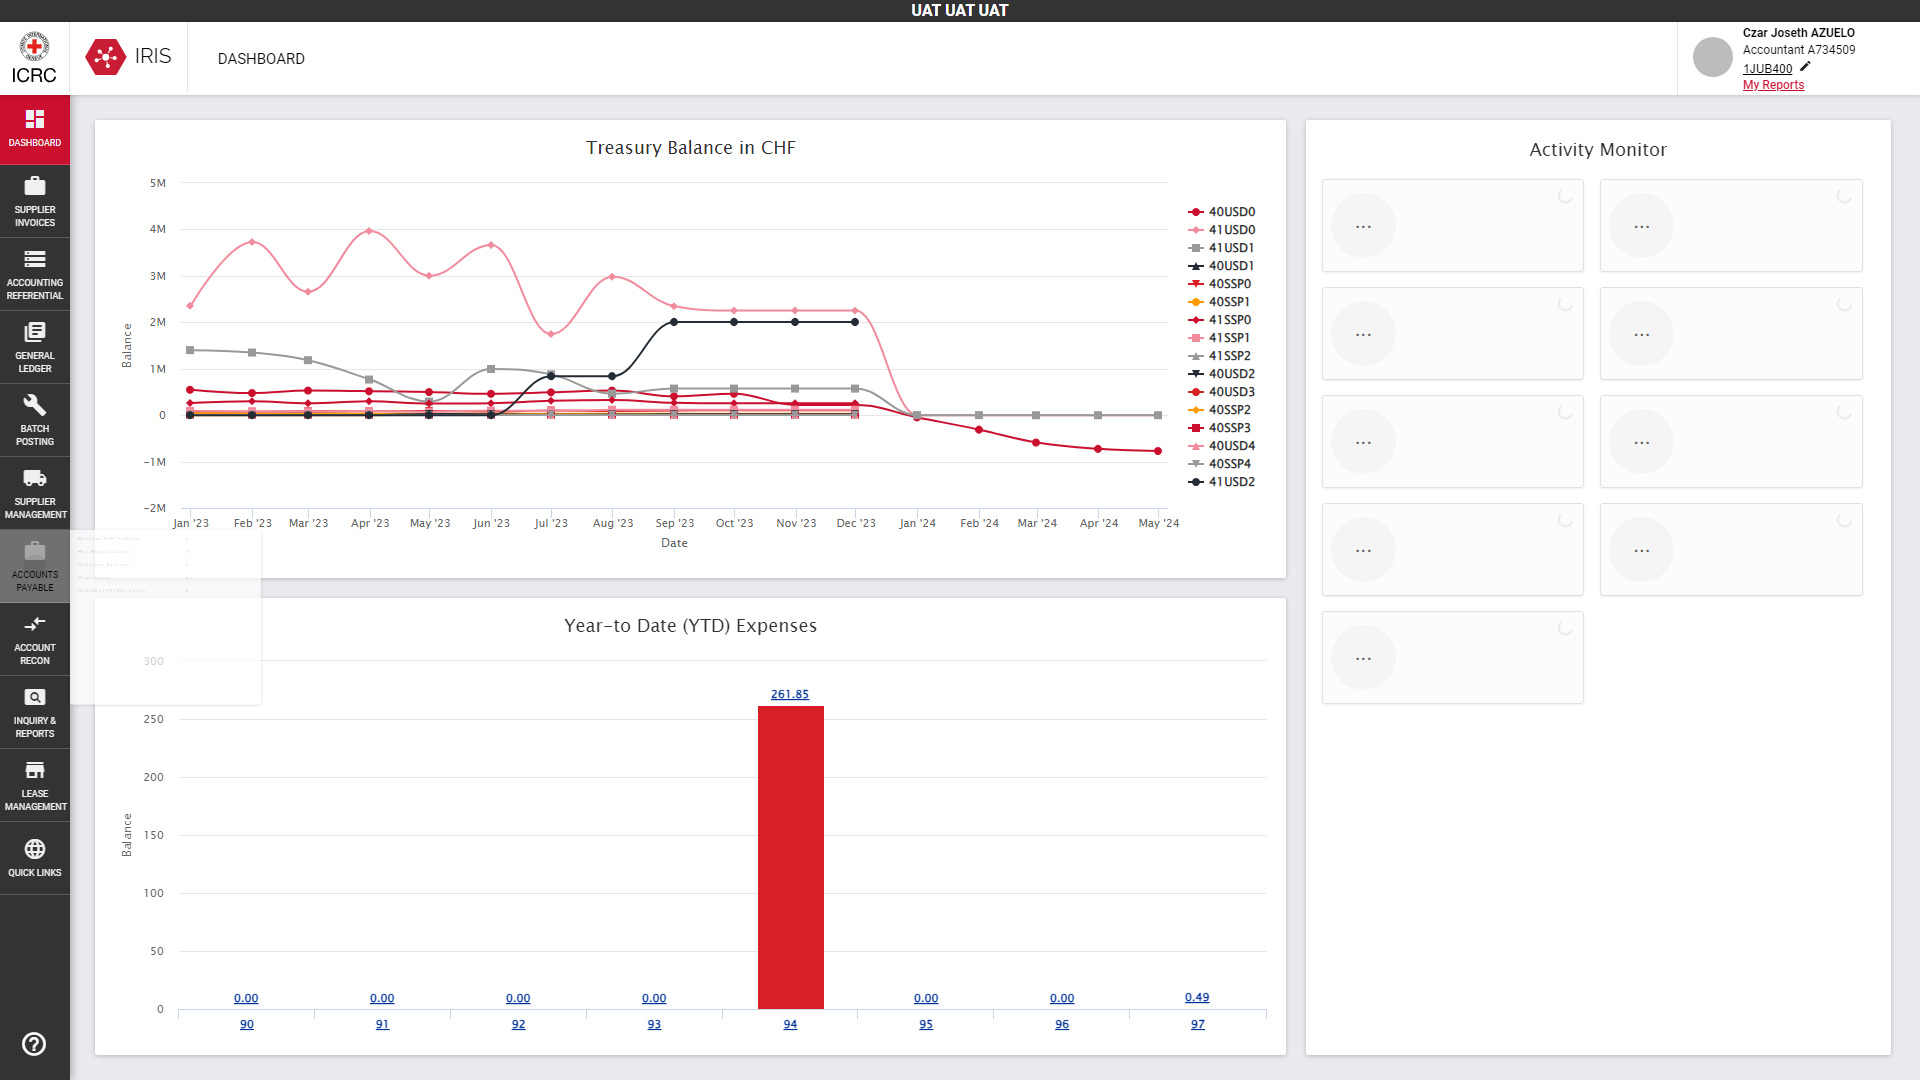 UAT UAT UAT
ICRC
IRIS
DASHBOARD
Czar Joseth AZUELO
Accountant A734509
1JUB400
My Reports
DASHBOARD
SUPPLIER
INVOICES
ACCOUNTING
REFERENTIAL
GENERAL
LEDGER
BATCH
POSTING
SUPPLIER
MANAGEMENT
ACCOUNTS
PAYABLE
ACCOUNT
RECON
INQUIRY &
REPORTS
LEASE
MANAGEMENT
QUICK LINKS
Treasury Balance in CHF
Balance
5M
4M
3M
2M
1M
0
−1M
−2M
Jan '23
Feb '23
Mar '23
Apr '23
May '23
Jun '23
Jul '23
Aug '23
Sep '23
Oct '23
Nov '23
Dec '23
Jan '24
Feb '24
Mar '24
Apr '24
May '24
Date
40USD0
41USD0
41USD1
40USD1
40SSP0
40SSP1
41SSP0
41SSP1
41SSP2
40USD2
40USD3
40SSP2
40SSP3
40USD4
40SSP4
41USD2
Year-to Date (YTD) Expenses
Balance
300
250
200
150
100
50
0
0.00
0.00
0.00
0.00
261.85
0.00
0.00
0.49
90
91
92
93
94
95
96
97
Activity Monitor
...
...
...
...
...
...
...
...
...